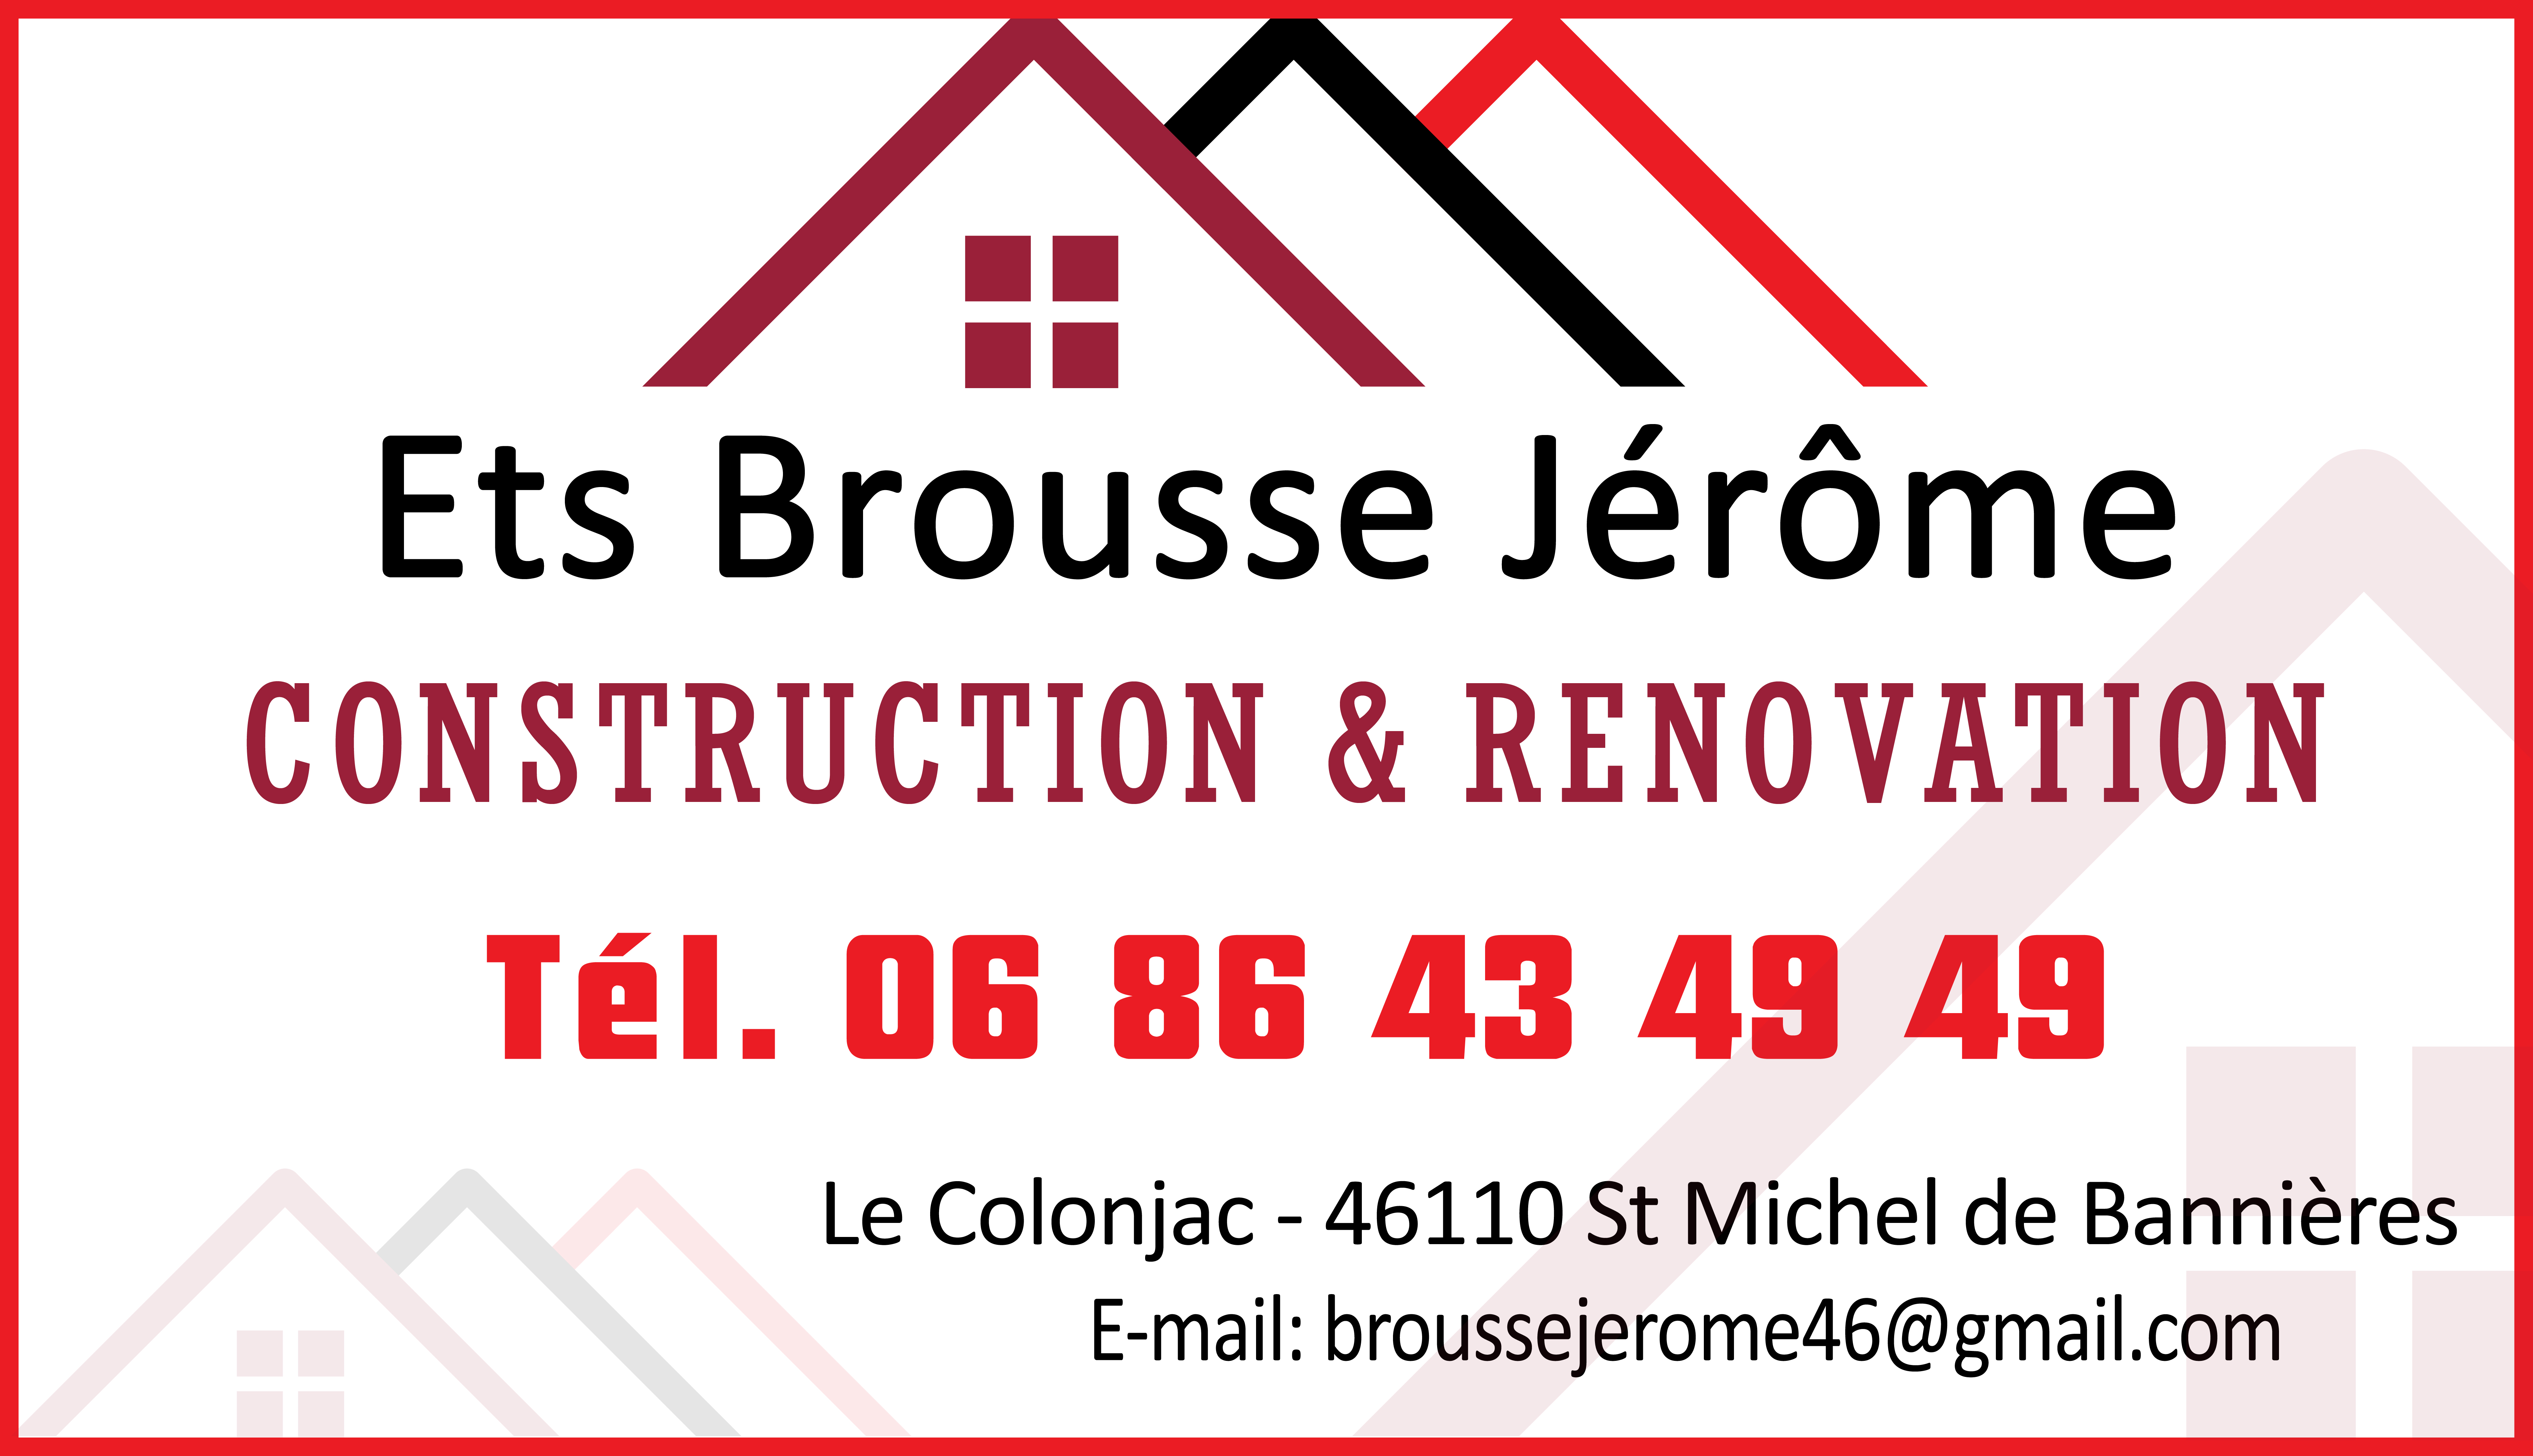 Ets Brousse Jérôme
CONSTRUCTION & RENOVATION
Tél. 06 86 43 49 49
Le Colonjac - 46110 St Michel de Bannières
E-mail: broussejerome46@gmail.com